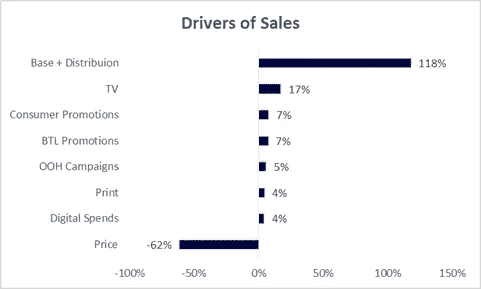 Drivers of Sales
Base + Distribuion 118%
TV 17%
Consumer Promotions 7%
BTL Promotions 7%
OOH Campaigns 5%
Print 4%
Digital Spends 4%
Price -62%
-100% -50% 0% 50% 100% 150%